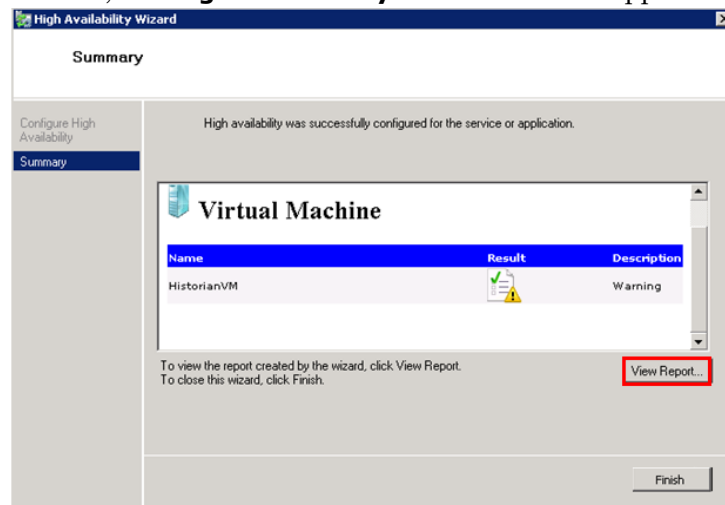 High Availability Wizard
Summary
Configure High
Availability
Summary
High availability was successfully configured for the service or application.
Virtual Machine
Name Result Description
HistorianVM Warning
To view the report created by the wizard, click View Report.
To close this wizard, click Finish.
View Report...
Finish